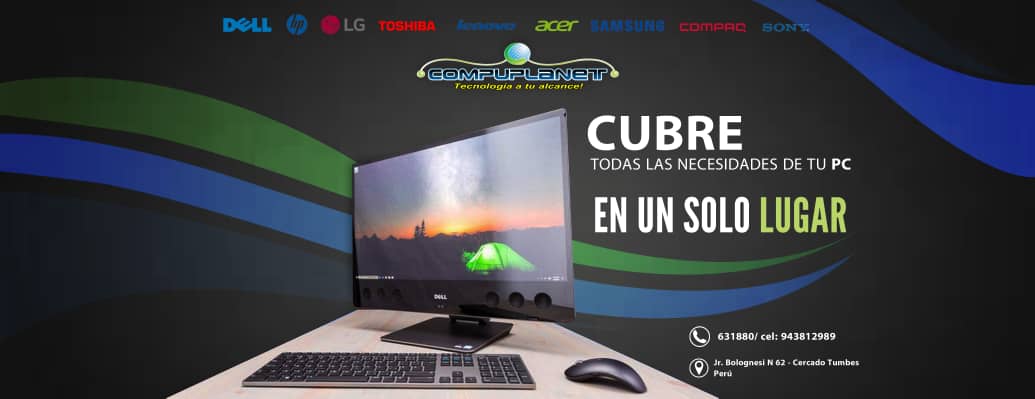 DELL hp LG TOSHIBA lenovo acer SAMSUNG COMPAQ SONY
COMPUPLANET
Tecnología a tu alcance!
CUBRE
TODAS LAS NECESIDADES DE TU PC
EN UN SOLO LUGAR
DELL
631880/ cel: 943812989
Jr. Bolognesi N 62 - Cercado Tumbes
Perú